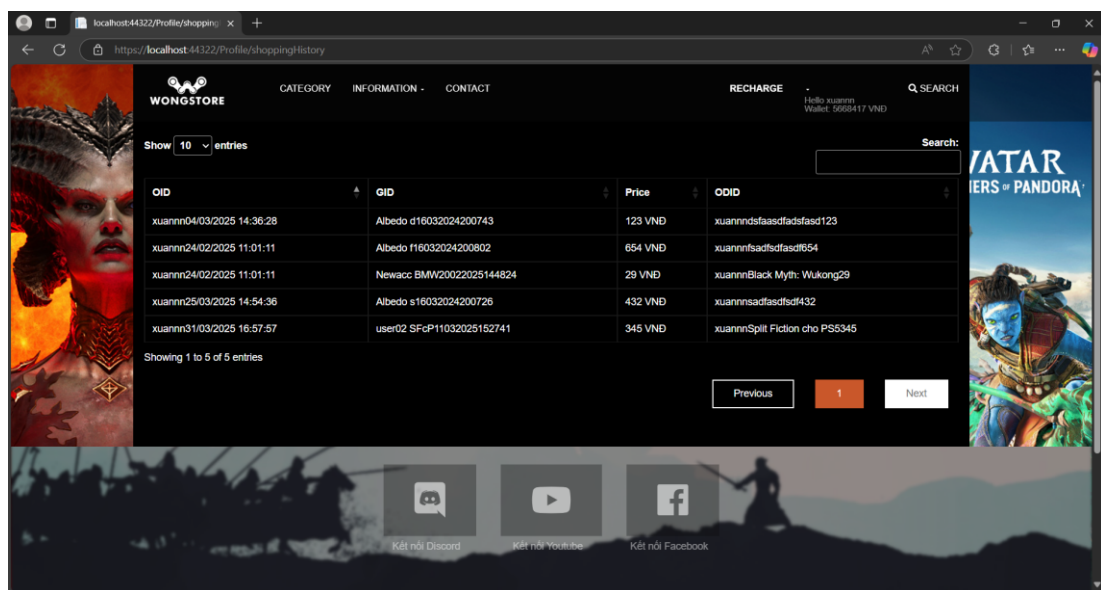 localhost:44322/Profile/shopping
https://localhost:44322/Profile/shoppingHistory
WONGSTORE
CATEGORY
INFORMATION -
CONTACT
RECHARGE
-
Hello xuannn
Wallet: 5668417 VNĐ
SEARCH
Show 10 entries
Search:
OID GID Price ODID
xuannn04/03/2025 14:36:28 Albedo d16032024200743 123 VNĐ xuannndsfaasdfadsfasd123
xuannn24/02/2025 11:01:11 Albedo f16032024200802 654 VNĐ xuannnfsadfsdfasdf654
xuannn24/02/2025 11:01:11 Newacc BMW20022025144824 29 VNĐ xuannnBlack Myth: Wukong29
xuannn25/03/2025 14:54:36 Albedo s16032024200726 432 VNĐ xuannnsadfasdfsdf432
xuannn31/03/2025 16:57:57 user02 SFcP11032025152741 345 VNĐ xuannnSplit Fiction cho PS5345
Showing 1 to 5 of 5 entries
Previous 1 Next
VATAR
IERS OF PANDORA
Kết nối Discord
Kết nối Youtube
Kết nối Facebook